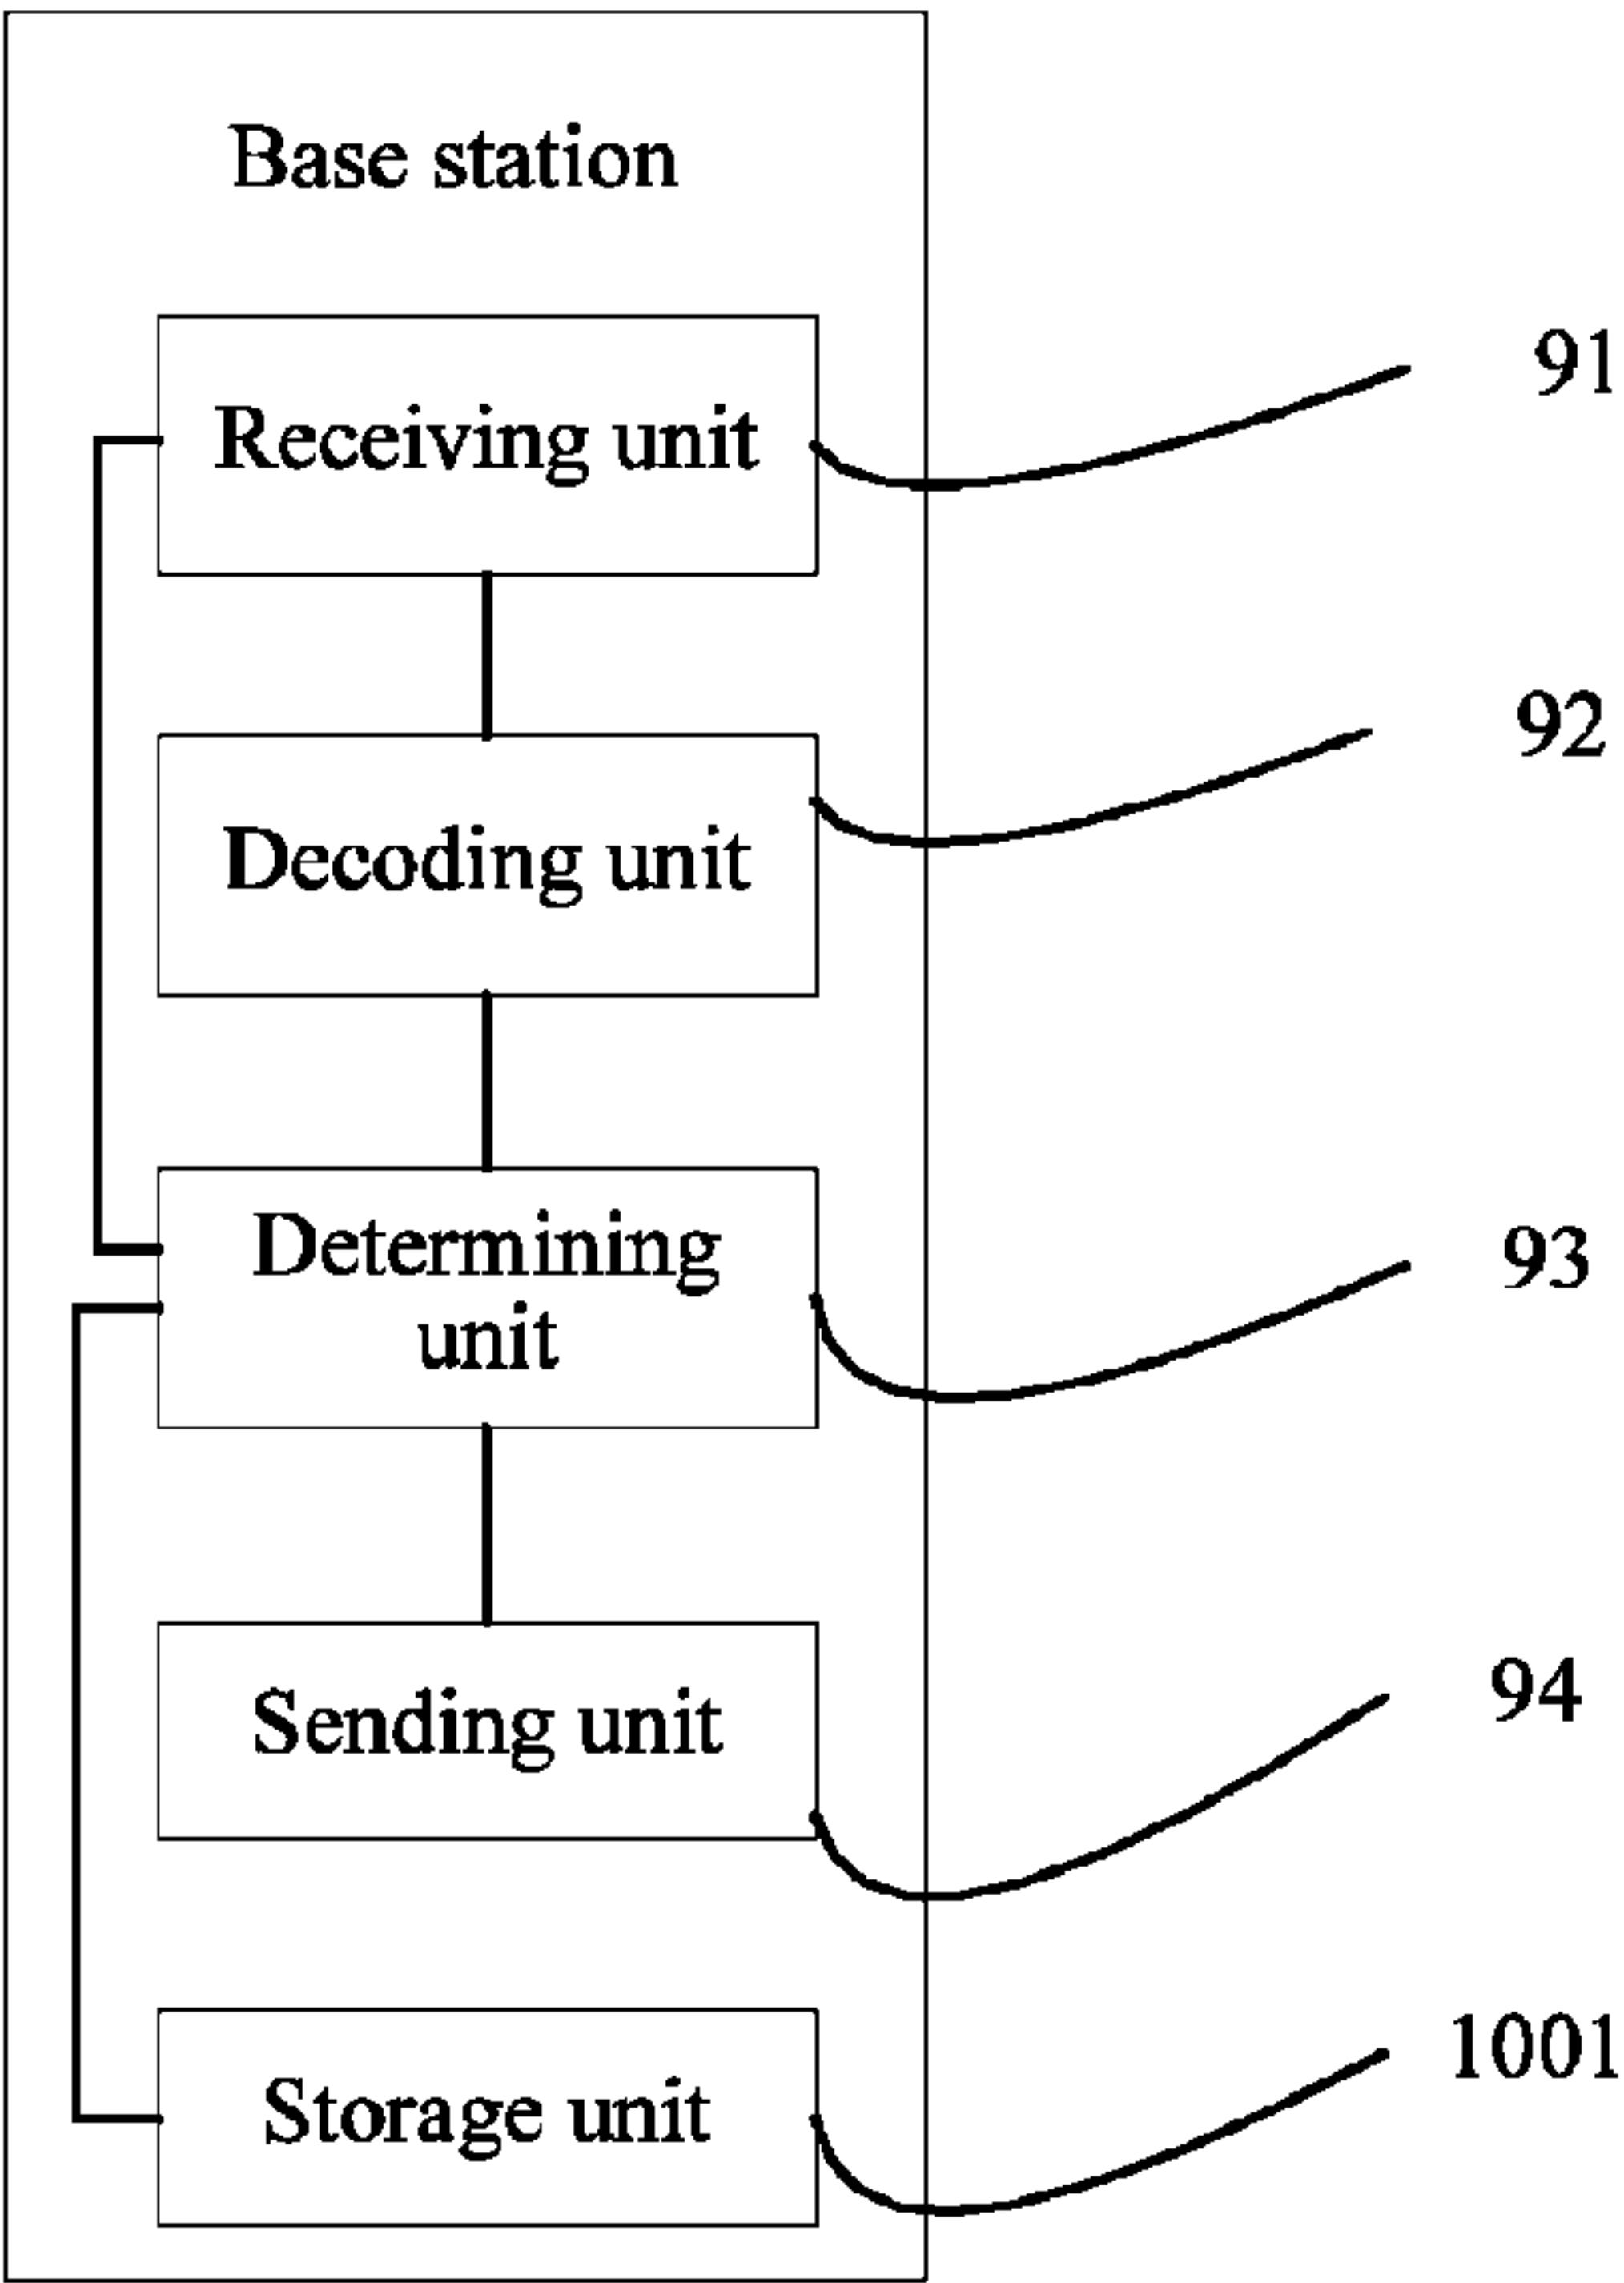 Base station
Receiving unit
91
Decoding unit
92
Determining
unit
93
Sending unit
94
Storage unit
1001